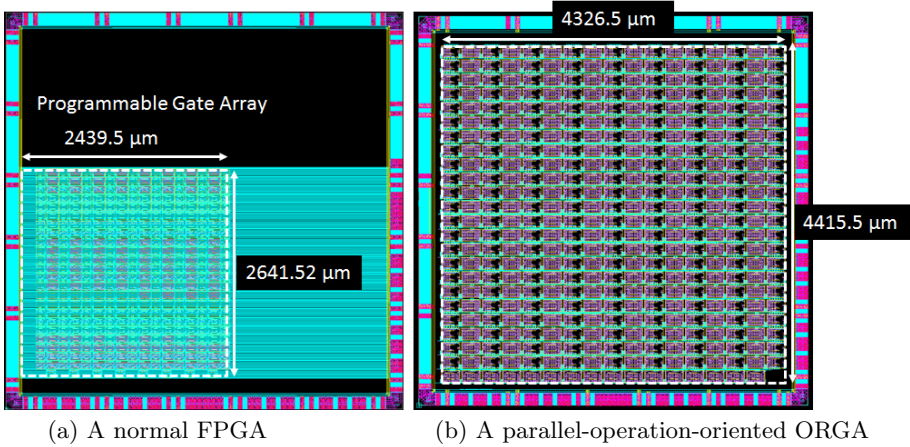 Programmable Gate Array
2439.5 µm
2641.52 µm
4326.5 µm
4415.5 µm
(a) A normal FPGA
(b) A parallel-operation-oriented ORGA